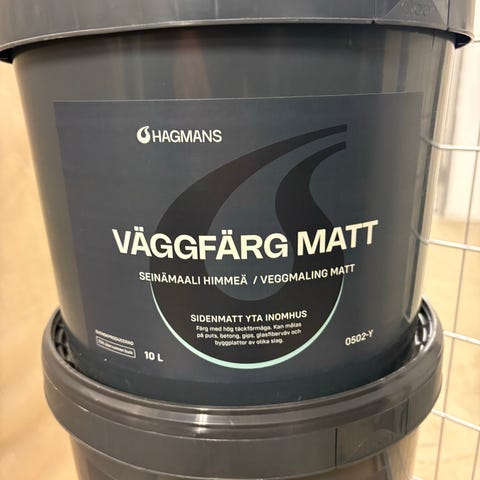 HAGMANS
VÄGGFÄRG MATT
SEINÄMAALI HIMMEÄ / VEGGMALING MATT
SIDENMATT YTA INOMHUS
Färg med hög täckförmåga. Kan målas
på puts, betong, gips, glasfiberväv och
byggplattor av olika slag.
SVENSKPRODUCERAD
10 L
0502-Y